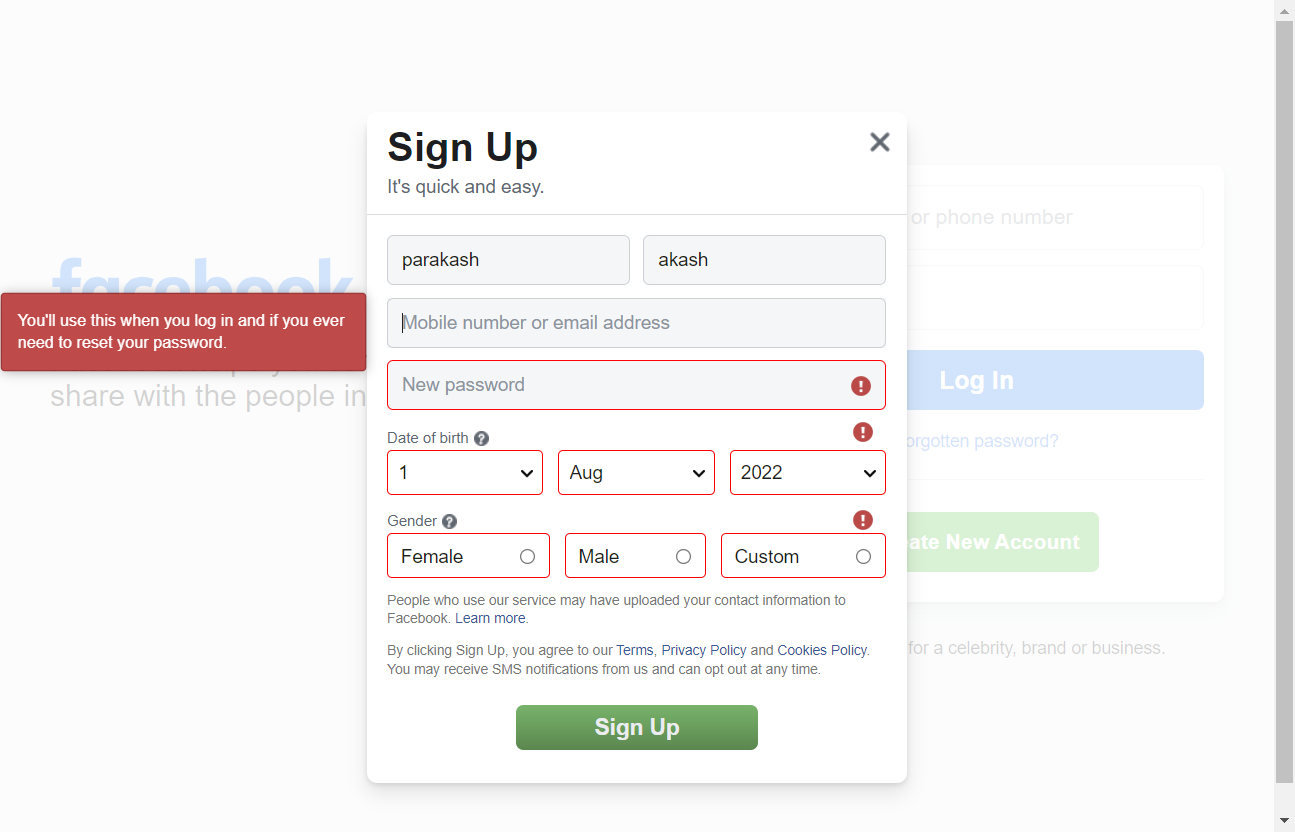 Sign Up
It's quick and easy.
parakash
akash
or phone number
facebook
You'll use this when you log in and if you ever
need to reset your password.
Mobile number or email address
New password
share with the people in
Log In
orgotten password?
Date of birth
1
Aug
2022
Gender
Female
Male
Custom
ate New Account
People who use our service may have uploaded your contact information to
Facebook. Learn more.
By clicking Sign Up, you agree to our Terms, Privacy Policy and Cookies Policy.
You may receive SMS notifications from us and can opt out at any time.
for a celebrity, brand or business.
Sign Up